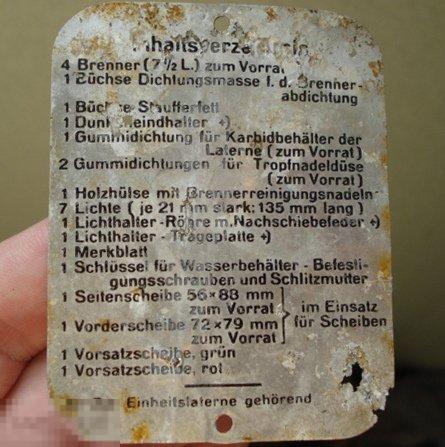 4 Brenner (7½ L.) zum Vorrat
1 Büchse Dichtungsmasse f. d. Brenner-
abdichtung
1 Büchse Staufferfett
1 +)
1 Gummidichtung für Karbidbehälter der
Laterne (zum Vorrat)
2 Gummidichtungen für Tropfnadeldüse
(zum Vorrat)
1 Holzhülse mit Brennerreinigungsnadeln
7 Lichte (je 21 mm stark; 135 mm lang)
1 Lichthalter-Röhre m. Nachschiebefeder +)
1 Lichthalter-Trageplatte +)
1 Merkblatt
1 Schlüssel für Wasserbehälter-Befesti-
gungsschrauben und Schlitzmutter
1 Seitenscheibe 56×88 mm
zum Vorrat
1 Vorderscheibe 72×79 mm
zum Vorrat
im Einsatz
für Scheiben
1 Vorsatzscheibe, grün
1 Vorsatzscheibe, rot
Einheitslaterne gehörend